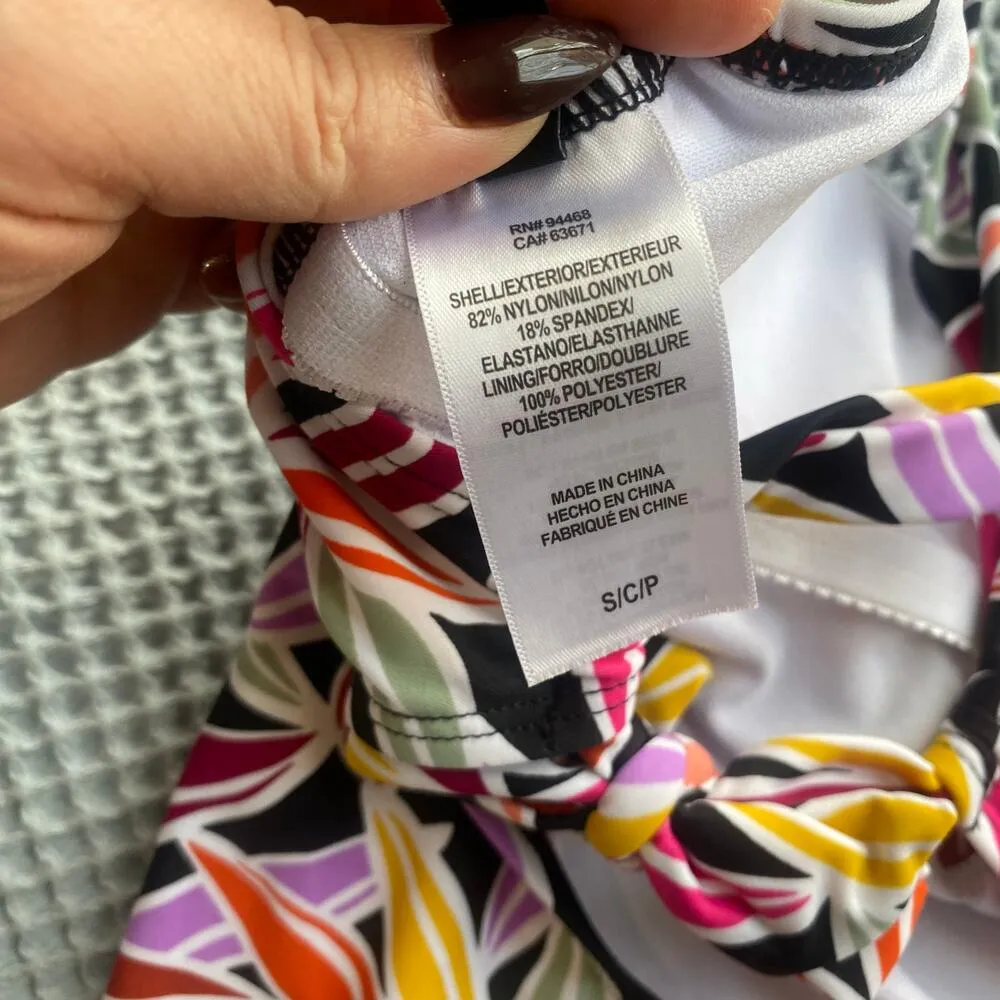 RN# 94468
CA# 63671
SHELL/EXTERIOR/EXTERIEUR
82% NYLON/NILON/NYLON
18% SPANDEX/
ELASTANO/ELASTHANNE
LINING/FORRO/DOUBLURE
100% POLYESTER/
POLIÉSTER/POLYESTER
MADE IN CHINA
HECHO EN CHINA
FABRIQUÉ EN CHINE
S/C/P